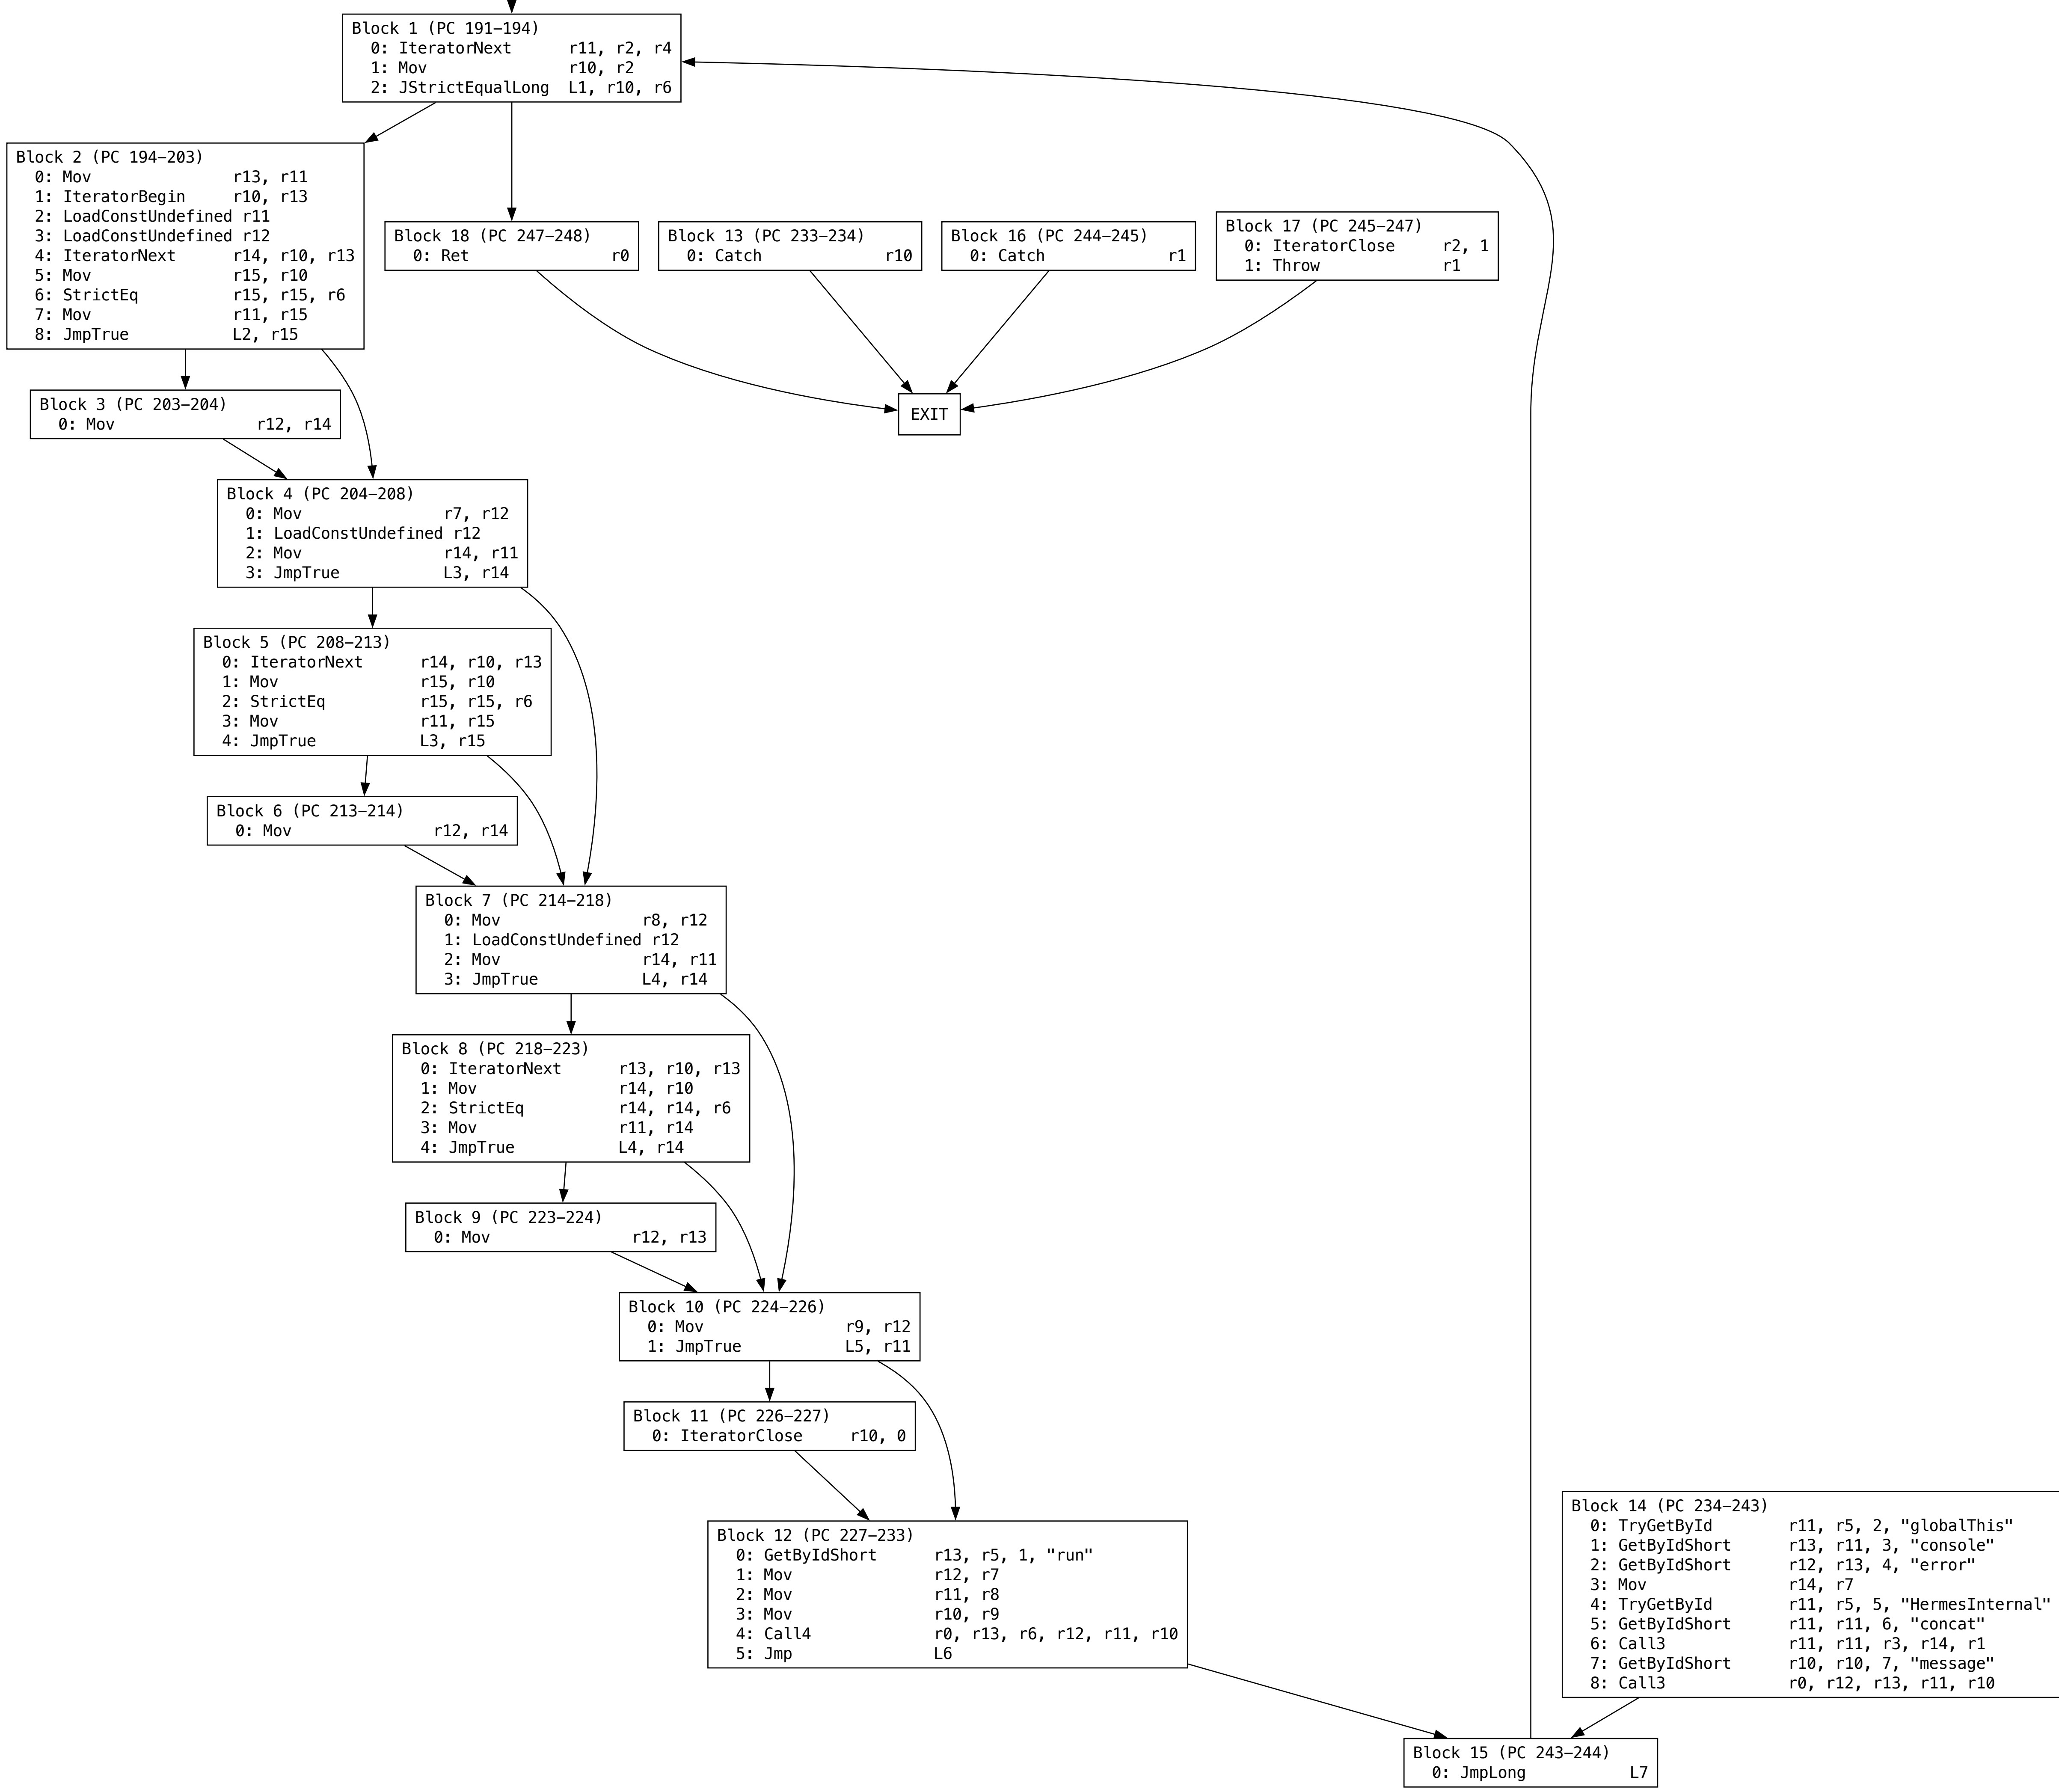 Block 1 (PC 191–194)
0: IteratorNext r11, r2, r4
1: Mov r10, r2
2: JStrictEqualLong L1, r10, r6
Block 2 (PC 194–203)
0: Mov r13, r11
1: IteratorBegin r10, r13
2: LoadConstUndefined r11
3: LoadConstUndefined r12
4: IteratorNext r14, r10, r13
5: Mov r15, r10
6: StrictEq r15, r15, r6
7: Mov r11, r15
8: JmpTrue L2, r15
Block 18 (PC 247–248)
0: Ret r0
Block 13 (PC 233–234)
0: Catch r10
Block 16 (PC 244–245)
0: Catch r1
Block 17 (PC 245–247)
0: IteratorClose r2, 1
1: Throw r1
Block 3 (PC 203–204)
0: Mov r12, r14
EXIT
Block 4 (PC 204–208)
0: Mov r7, r12
1: LoadConstUndefined r12
2: Mov r14, r11
3: JmpTrue L3, r14
Block 5 (PC 208–213)
0: IteratorNext r14, r10, r13
1: Mov r15, r10
2: StrictEq r15, r15, r6
3: Mov r11, r15
4: JmpTrue L3, r15
Block 6 (PC 213–214)
0: Mov r12, r14
Block 7 (PC 214–218)
0: Mov r8, r12
1: LoadConstUndefined r12
2: Mov r14, r11
3: JmpTrue L4, r14
Block 8 (PC 218–223)
0: IteratorNext r13, r10, r13
1: Mov r14, r10
2: StrictEq r14, r14, r6
3: Mov r11, r14
4: JmpTrue L4, r14
Block 9 (PC 223–224)
0: Mov r12, r13
Block 10 (PC 224–226)
0: Mov r9, r12
1: JmpTrue L5, r11
Block 11 (PC 226–227)
0: IteratorClose r10, 0
Block 12 (PC 227–233)
0: GetByIdShort r13, r5, 1, "run"
1: Mov r12, r7
2: Mov r11, r8
3: Mov r10, r9
4: Call4 r0, r13, r6, r12, r11, r10
5: Jmp L6
Block 14 (PC 234–243)
0: TryGetById r11, r5, 2, "globalThis"
1: GetByIdShort r13, r11, 3, "console"
2: GetByIdShort r12, r13, 4, "error"
3: Mov r14, r7
4: TryGetById r11, r5, 5, "HermesInternal"
5: GetByIdShort r11, r11, 6, "concat"
6: Call3 r11, r11, r3, r14, r1
7: GetByIdShort r10, r10, 7, "message"
8: Call3 r0, r12, r13, r11, r10
Block 15 (PC 243–244)
0: JmpLong L7